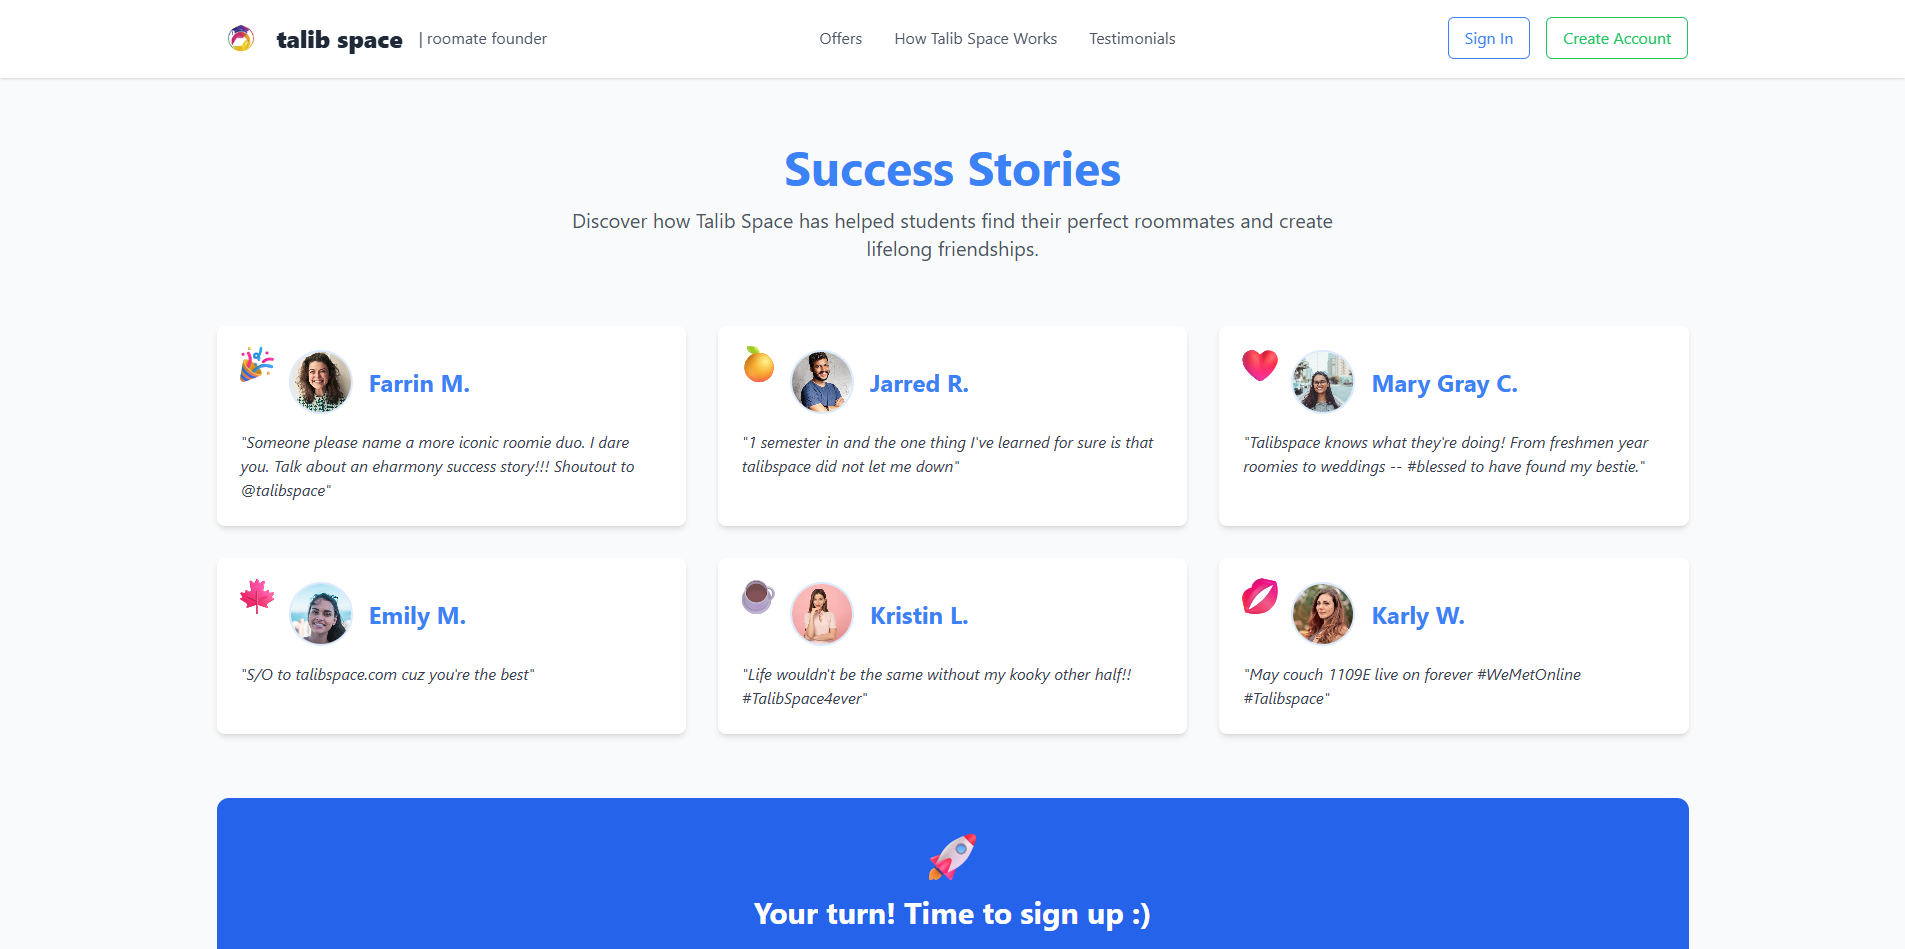 talib space | roomate founder
Offers
How Talib Space Works
Testimonials
Sign In
Create Account
Success Stories
Discover how Talib Space has helped students find their perfect roommates and create
lifelong friendships.
Farrin M.
"Someone please name a more iconic roomie duo. I dare
you. Talk about an eharmony success story!!! Shoutout to
@talibspace"
Jarred R.
"1 semester in and the one thing I've learned for sure is that
talibspace did not let me down"
Mary Gray C.
"Talibspace knows what they're doing! From freshmen year
roomies to weddings -- #blessed to have found my bestie."
Emily M.
"S/O to talibspace.com cuz you're the best"
Kristin L.
"Life wouldn't be the same without my kooky other half!!
#TalibSpace4ever"
Karly W.
"May couch 1109E live on forever #WeMetOnline
#Talibspace"
Your turn! Time to sign up :)